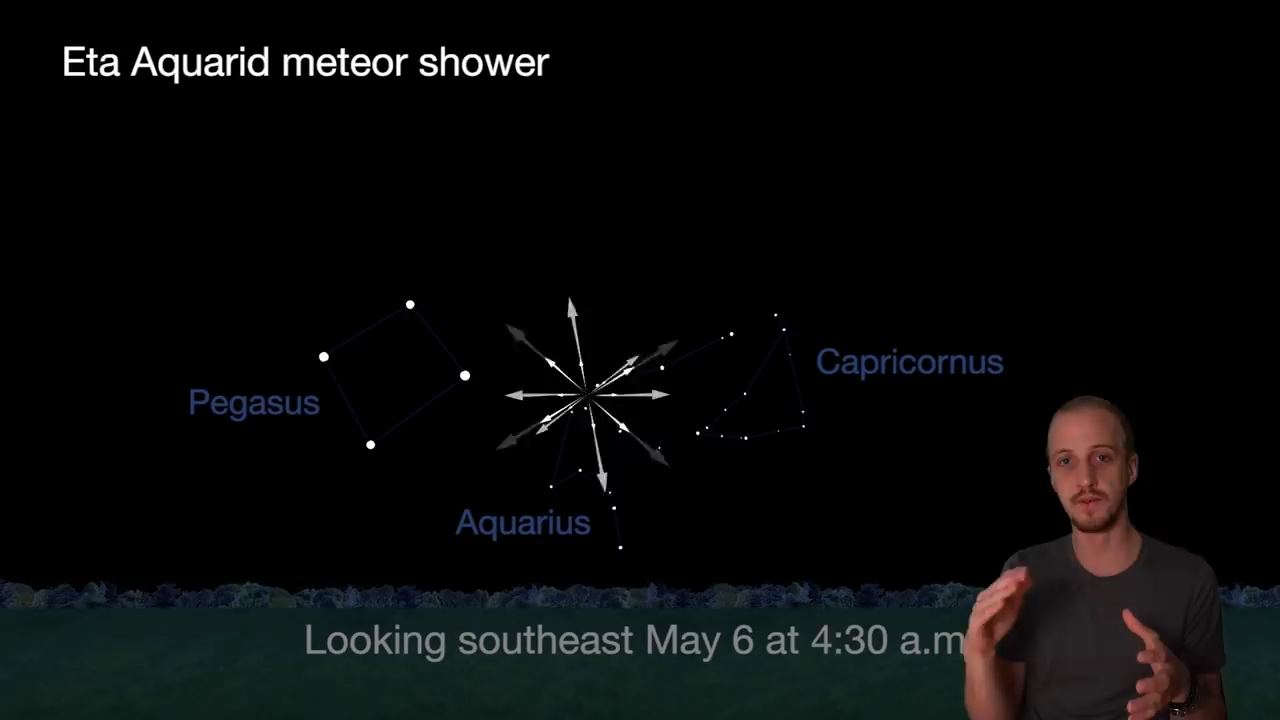 Eta Aquarid meteor shower
Capricornus
Pegasus
Aquarius
Looking southeast May 6 at 4:30 a.m